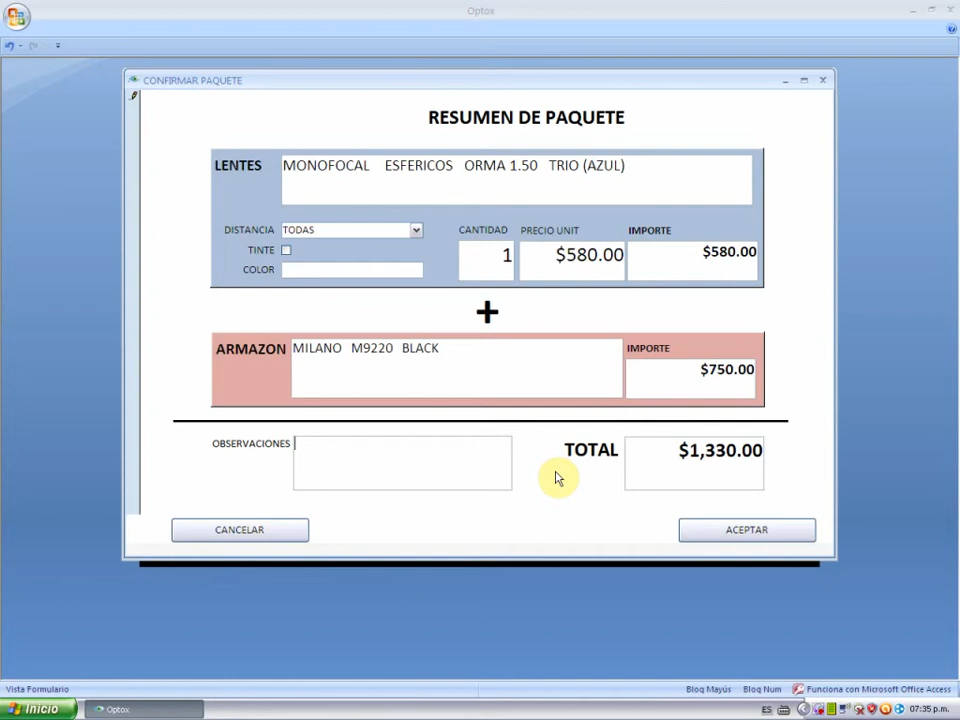 Optox
CONFIRMAR PAQUETE
RESUMEN DE PAQUETE
LENTES MONOFOCAL ESFERICOS ORMA 1.50 TRIO (AZUL)
DISTANCIA TODAS CANTIDAD PRECIO UNIT IMPORTE
TINTE 1 $580.00 $580.00
COLOR
+
ARMAZON MILANO M9220 BLACK IMPORTE
$750.00
OBSERVACIONES TOTAL $1,330.00
CANCELAR ACEPTAR
Vista Formulario Bloq Mayús Bloq Num Funciona con Microsoft Office Access
Inicio Optox ES 07:35 p.m.